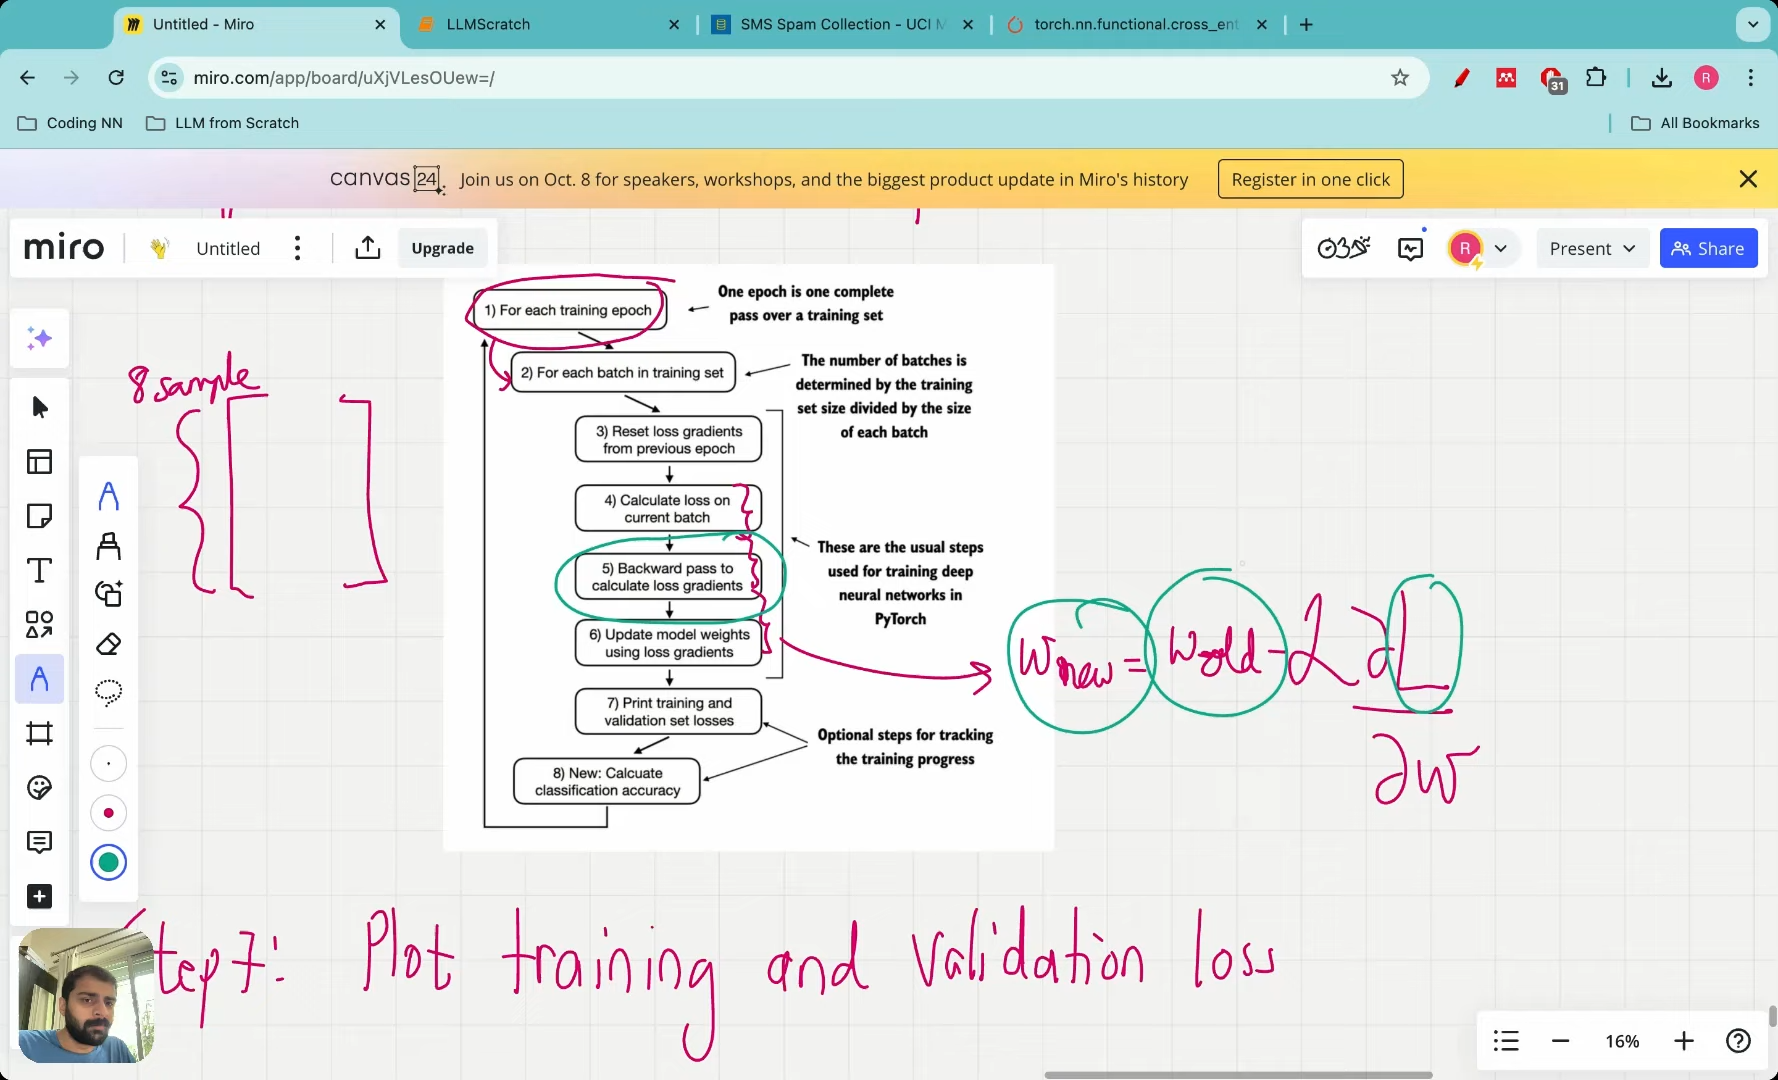 Untitled - Miro
LLMScratch
SMS Spam Collection - UCI M
torch.nn.functional.cross_ent
miro.com/app/board/uXjVLesOUew=/
31
R
Coding NN
LLM from Scratch
All Bookmarks
canvas 24 Join us on Oct. 8 for speakers, workshops, and the biggest product update in Miro's history
Register in one click
miro
Untitled
Upgrade
R
Present
Share
1) For each training epoch
One epoch is one complete
pass over a training set
2) For each batch in training set
The number of batches is
determined by the training
set size divided by the size
of each batch
8 sample
3) Reset loss gradients
from previous epoch
4) Calculate loss on
current batch
5) Backward pass to
calculate loss gradients
These are the usual steps
used for training deep
neural networks in
PyTorch
6) Update model weights
using loss gradients
Wnew = Wold - α ∂L
∂W
7) Print training and
validation set losses
Optional steps for tracking
the training progress
8) New: Calcuate
classification accuracy
Step 7: Plot training and validation loss
16%